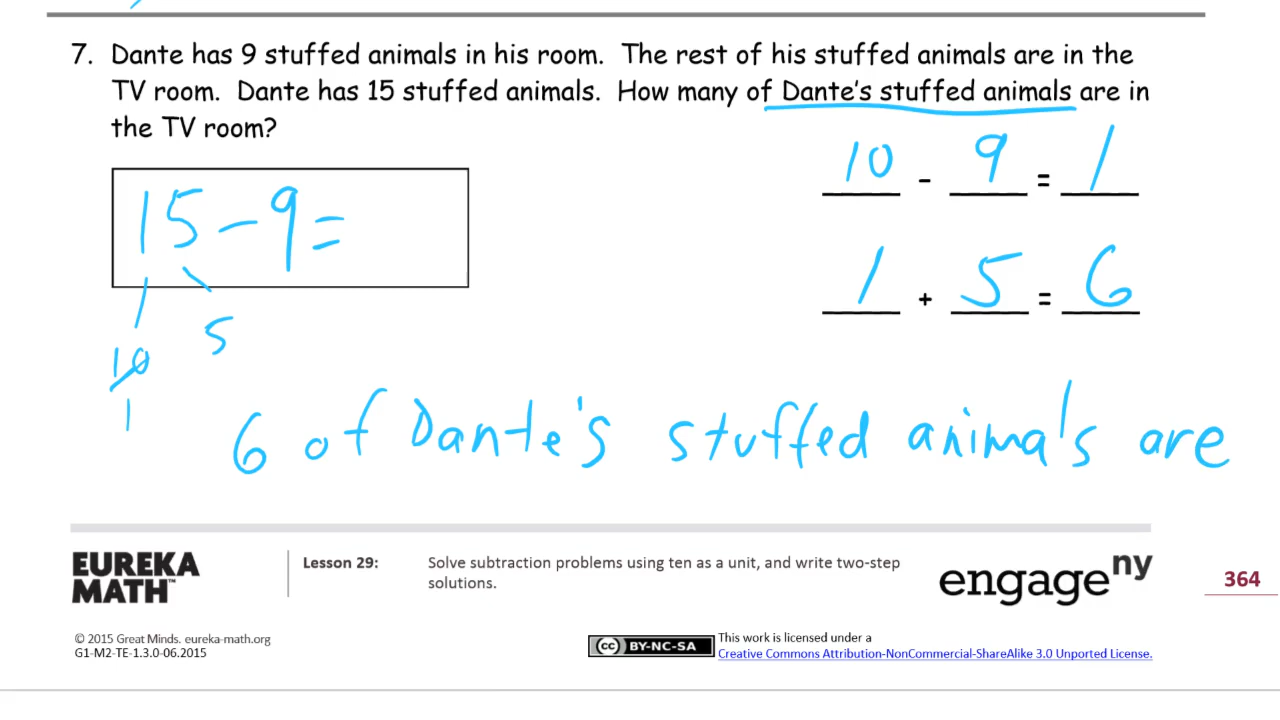 7. Dante has 9 stuffed animals in his room. The rest of his stuffed animals are in the
TV room. Dante has 15 stuffed animals. How many of Dante's stuffed animals are in
the TV room?
10 - 9 = 1
15 - 9 =
1 + 5 = 6
5
10
1
6 of Dante's stuffed animals are
EUREKA
MATH™
Lesson 29:
Solve subtraction problems using ten as a unit, and write two-step
solutions.
engage ny
364
© 2015 Great Minds. eureka-math.org
G1-M2-TE-1.3.0-06.2015
cc BY-NC-SA
This work is licensed under a
Creative Commons Attribution-NonCommercial-ShareAlike 3.0 Unported License.